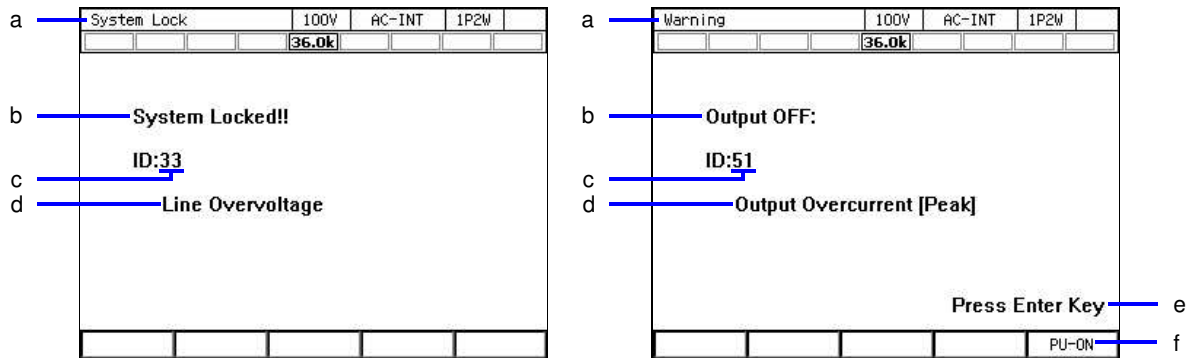 a System Lock 100V AC-INT 1P2W
36.0k
b System Locked!!
ID:33
c
d Line Overvoltage
a Warning 100V AC-INT 1P2W
36.0k
b Output OFF:
ID:51
c
d Output Overcurrent [Peak]
Press Enter Key e
PU-ON f